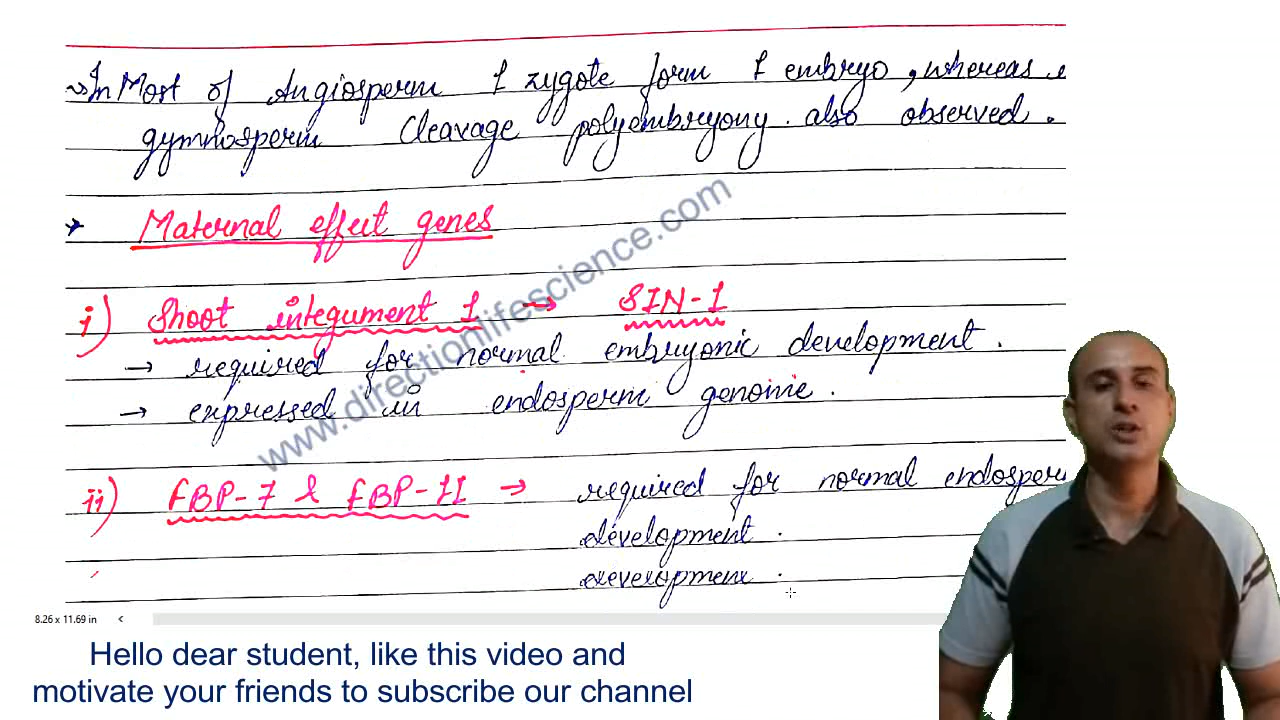 → In Most of Angiosperm 1 zygote form 1 embryo, whereas
gymnosperm cleavage polyembryony also observed.
→ Maternal effect genes
i) Shoot integument 1 → SIN-1
→ required for normal embryonic development.
→ expressed in endosperm genome.
ii) FBP-7 & FBP-11 → required for normal endosper
development.
development.
www.directionlifescience.com
8.26 x 11.69 in <
Hello dear student, like this video and
motivate your friends to subscribe our channel